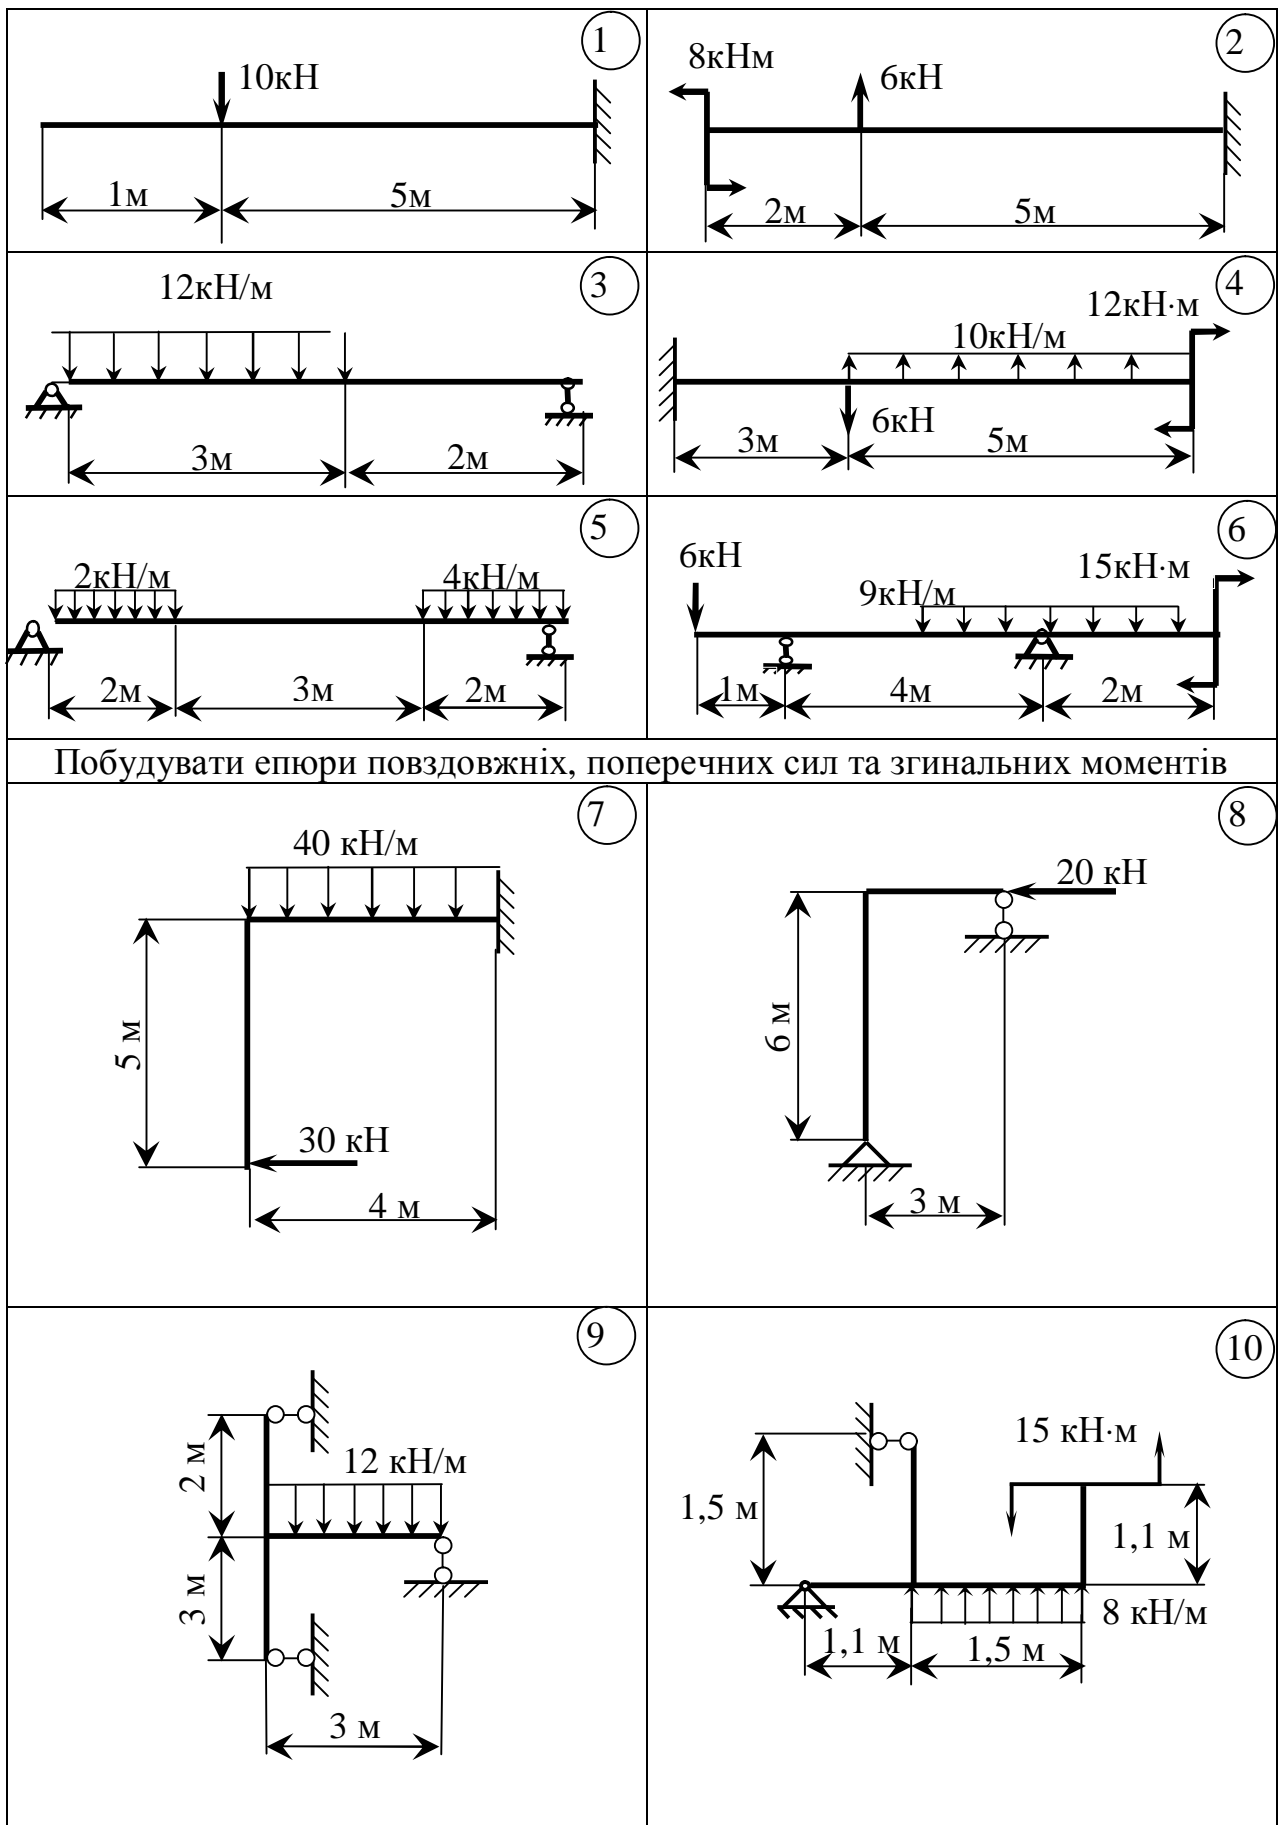 1
10кН
1м
5м
2
8кНм
6кН
2м
5м
3
12кН/м
3м
2м
4
12кН·м
10кН/м
6кН
3м
5м
5
2кН/м
4кН/м
2м
3м
2м
6
6кН
15кН·м
9кН/м
1м
4м
2м
Побудувати епюри повздовжніх, поперечних сил та згинальних моментів
7
40 кН/м
5 м
30 кН
4 м
8
20 кН
6 м
3 м
9
2 м
12 кН/м
3 м
3 м
10
15 кН·м
1,5 м
1,1 м
8 кН/м
1,1 м
1,5 м